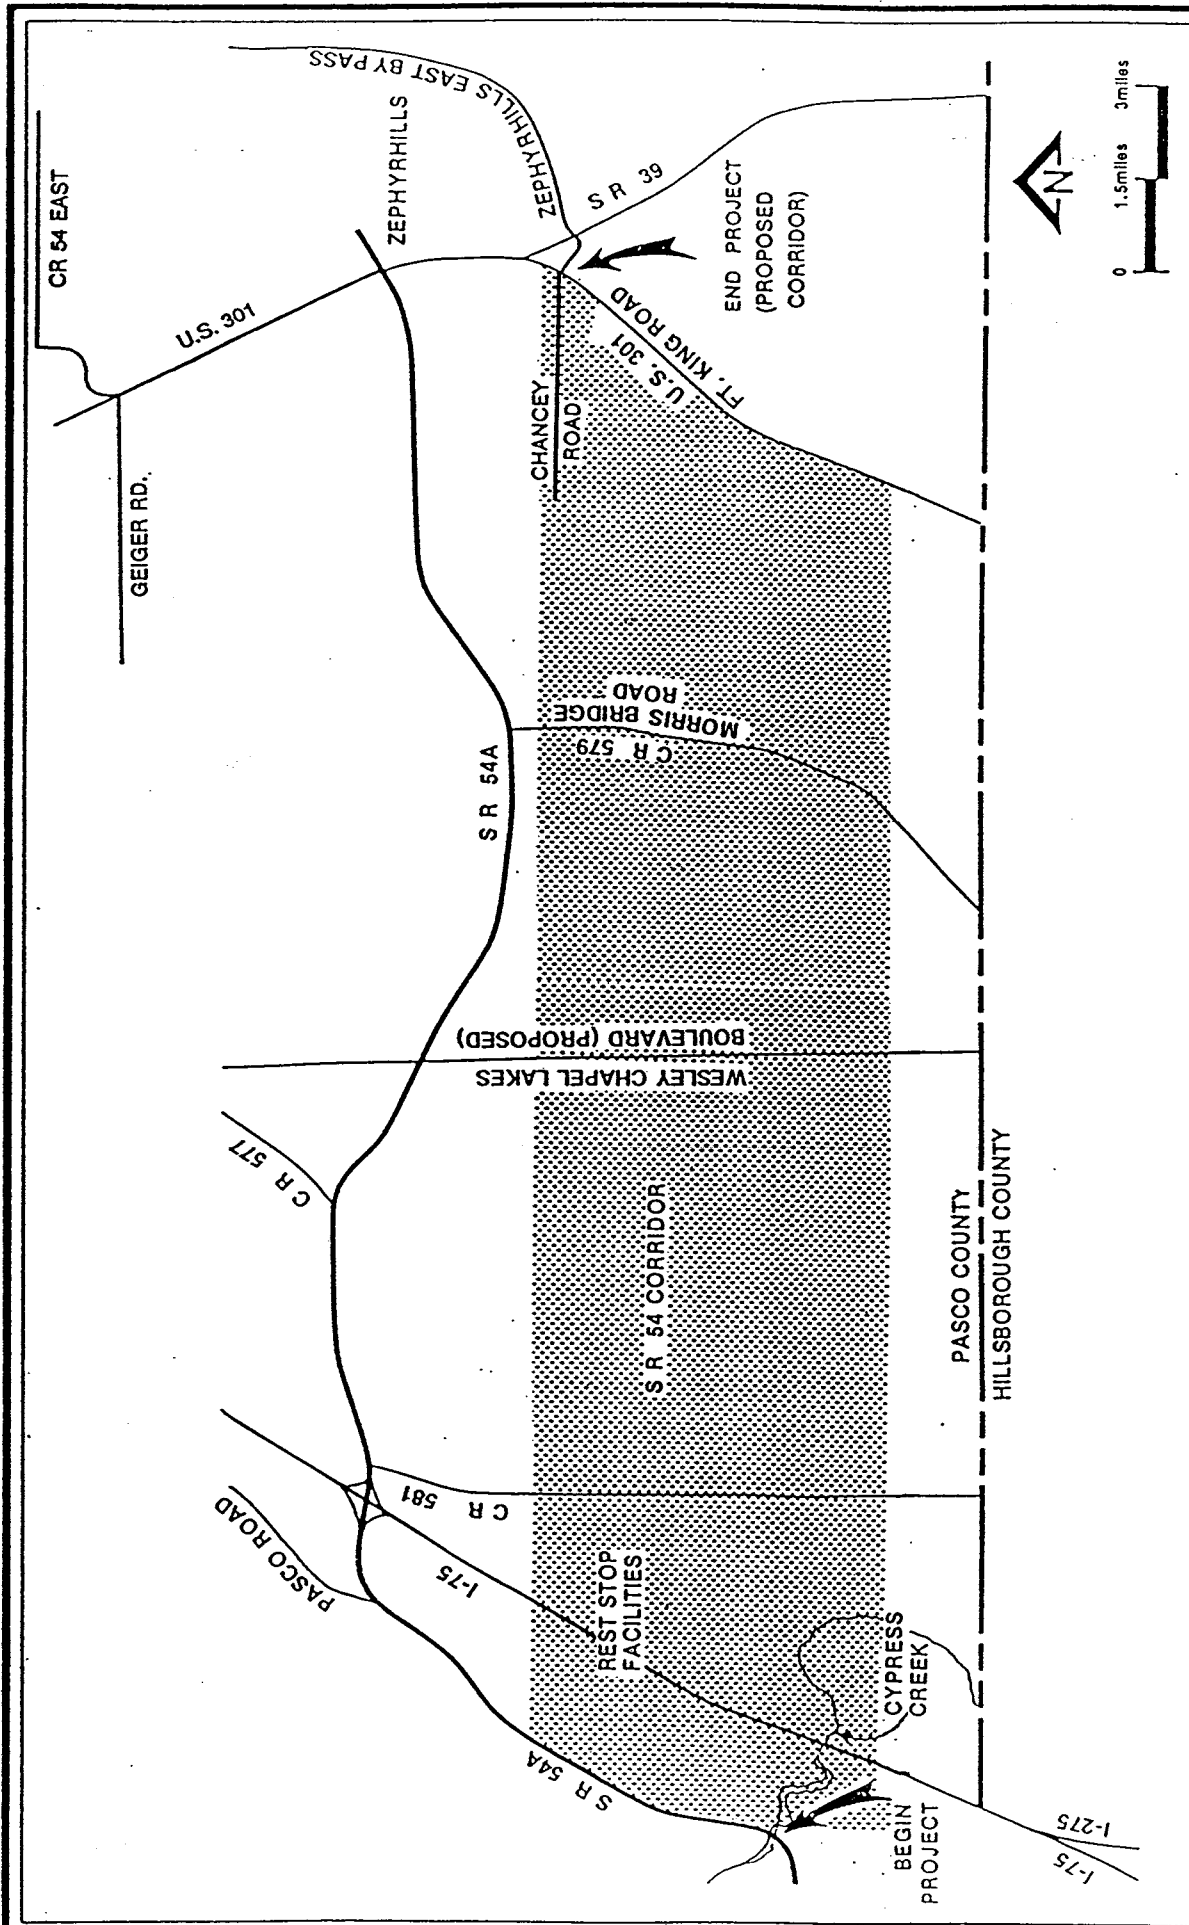 CR 54 EAST
GEIGER RD.
U.S. 301
ZEPHYRHILLS
ZEPHYRHILLS EAST BY PASS
S R 39
CHANCEY
ROAD
U.S. 301
FT. KING ROAD
END PROJECT
(PROPOSED
CORRIDOR)
S R 54A
MORRIS BRIDGE
ROAD
C R 579
WESLEY CHAPEL LAKES
BOULEVARD (PROPOSED)
C R 577
S R 54 CORRIDOR
PASCO COUNTY
HILLSBOROUGH COUNTY
C R 581
PASCO ROAD
I-75
REST STOP
FACILITIES
S R 54A
CYPRESS
CREEK
BEGIN
PROJECT
I-75
I-275
N
0
1.5miles
3miles